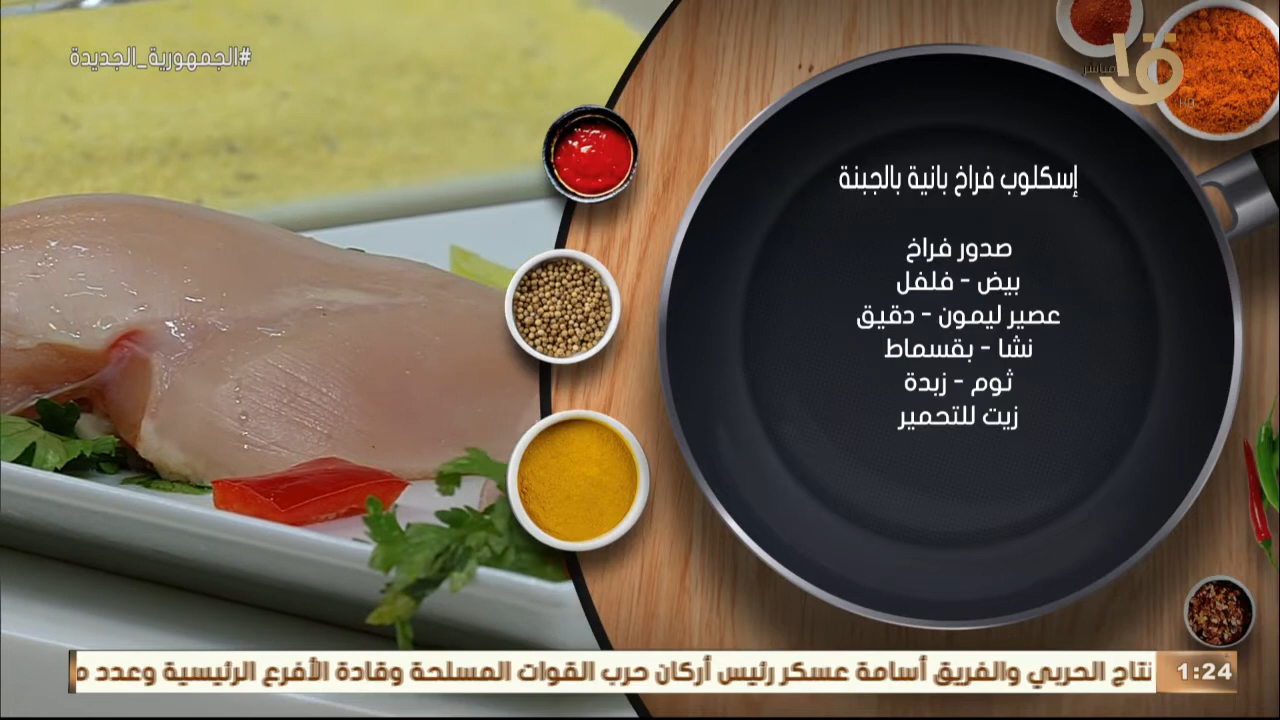 #الجمهورية_الجديدة
مباشر
إسكلوب فراخ بانية بالجبنة
صدور فراخ
بيض - فلفل
عصير ليمون - دقيق
نشا - بقسماط
ثوم - زبدة
زيت للتحمير
نتاج الحربي والفريق أسامة عسكر رئيس أركان حرب القوات المسلحة وقادة الأفرع الرئيسية وعدد م
1:24